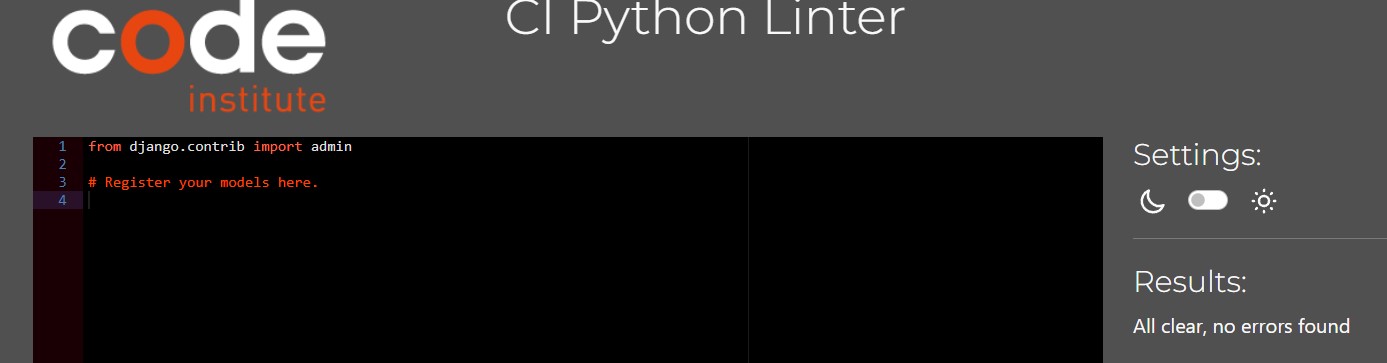 code
institute
CI Python Linter
1 from django.contrib import admin
2
3 # Register your models here.
4
Settings:
Results:
All clear, no errors found